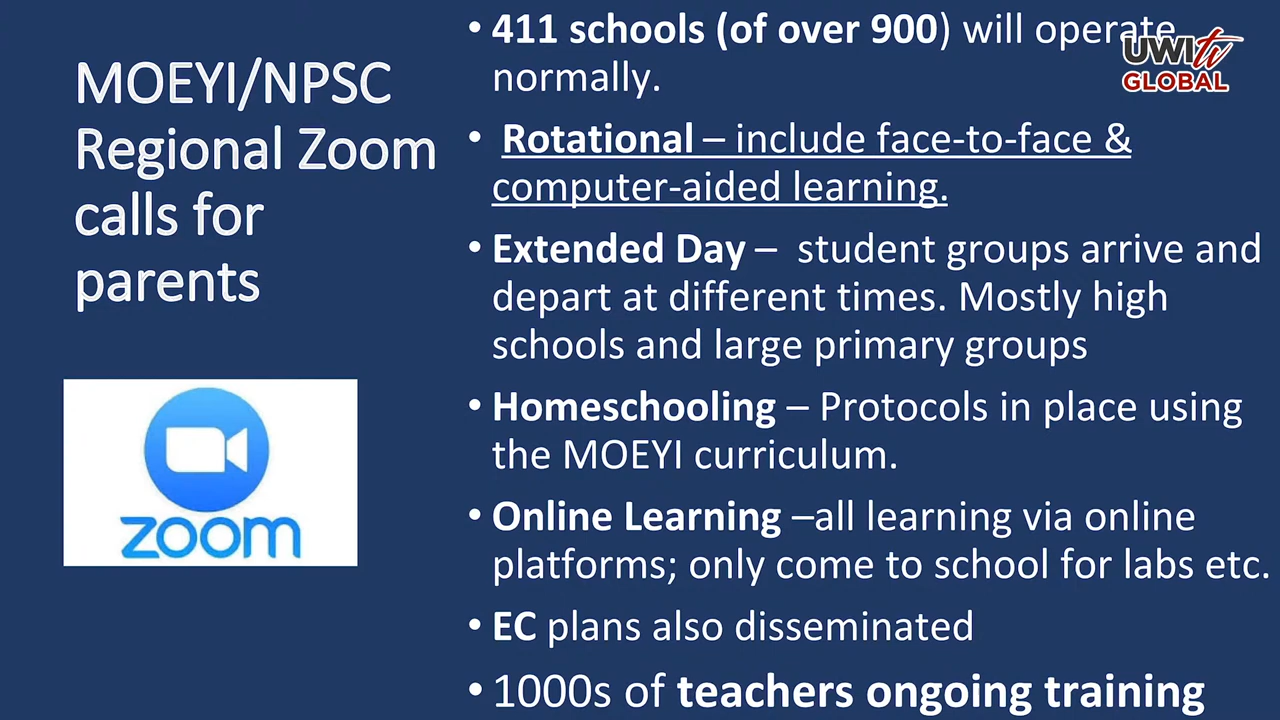 MOEYI/NPSC
Regional Zoom
calls for
parents
zoom
• 411 schools (of over 900) will operate
normally.
• Rotational – include face-to-face &
computer-aided learning.
• Extended Day – student groups arrive and
depart at different times. Mostly high
schools and large primary groups
• Homeschooling – Protocols in place using
the MOEYI curriculum.
• Online Learning –all learning via online
platforms; only come to school for labs etc.
• EC plans also disseminated
• 1000s of teachers ongoing training
UWItv
GLOBAL